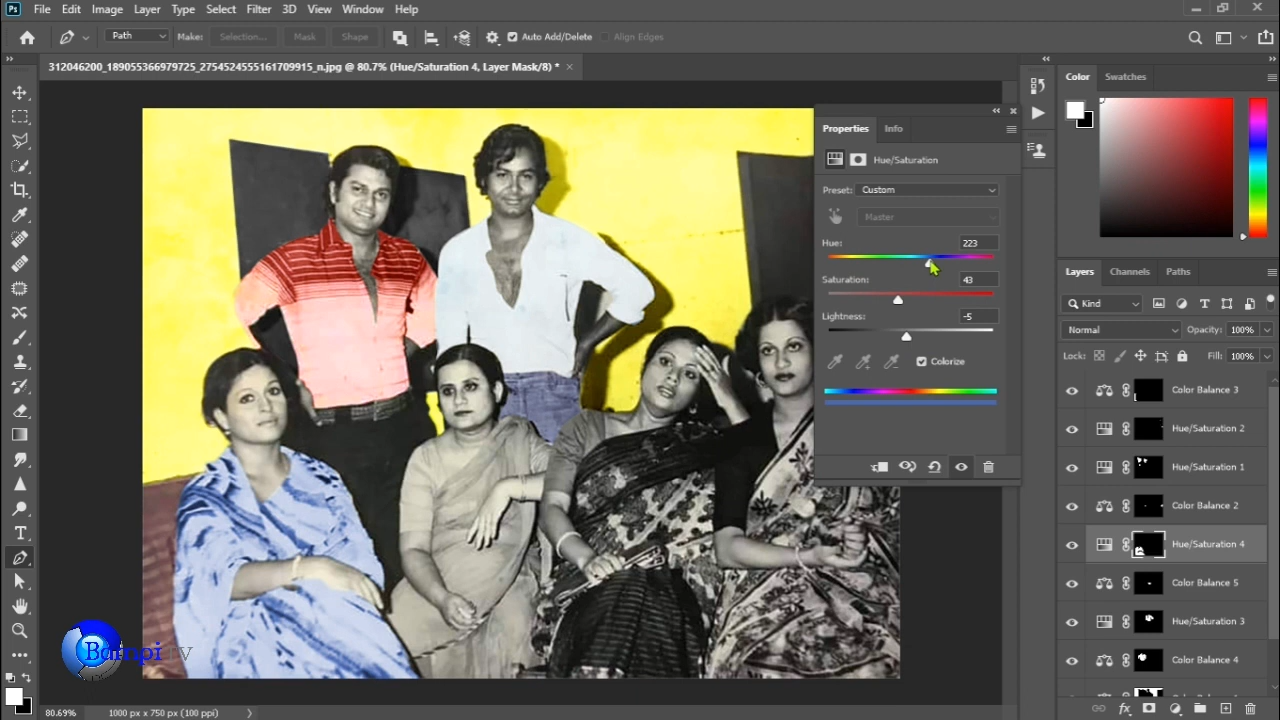 Ps File Edit Image Layer Type Select Filter 3D View Window Help
Path Make: Selection... Mask Shape Auto Add/Delete Align Edges
312046200_189055366979725_2754524555161709915_n.jpg @ 80.7% (Hue/Saturation 4, Layer Mask/8) * ×
Properties Info
Hue/Saturation
Preset: Custom
Master
Hue: 223
Saturation: 43
Lightness: -5
Colorize
Color Swatches
Layers Channels Paths
Kind
Normal Opacity: 100%
Lock: Fill: 100%
Color Balance 3
Hue/Saturation 2
Hue/Saturation 1
Color Balance 2
Hue/Saturation 4
Color Balance 5
Hue/Saturation 3
Color Balance 4
80.69% 1000 px x 750 px (100 ppi)